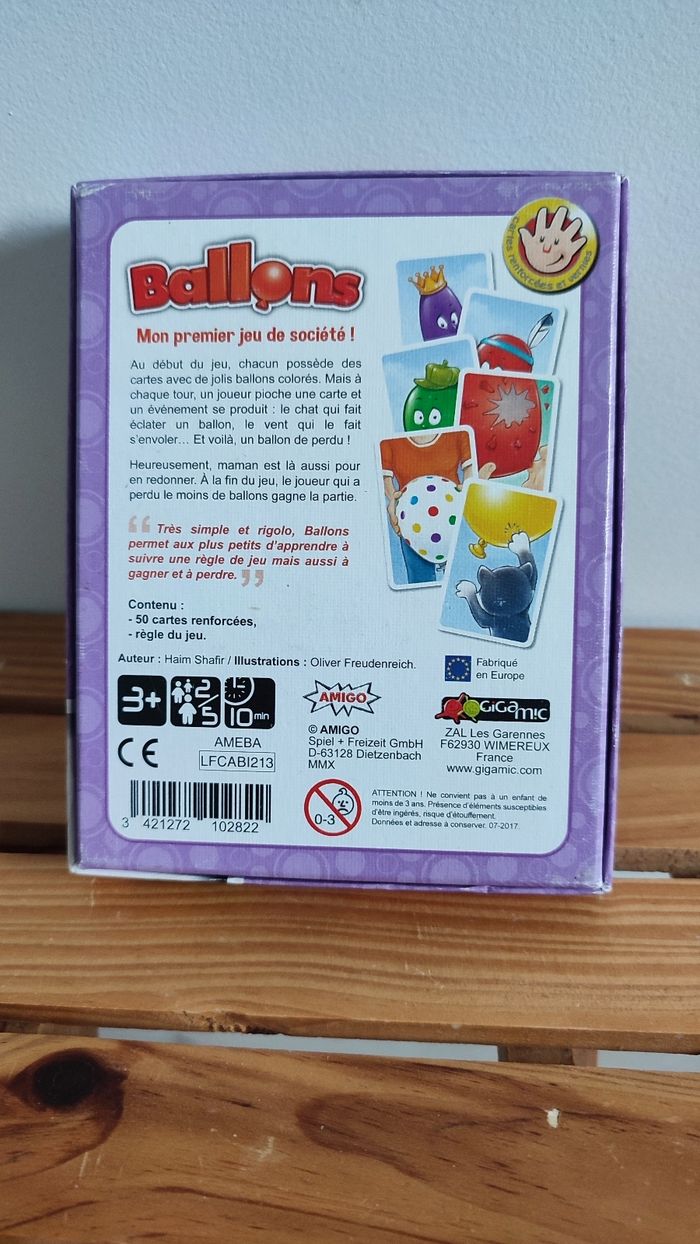 cartes renforcées et vernies
Ballons
Mon premier jeu de société !
Au début du jeu, chacun possède des
cartes avec de jolis ballons colorés. Mais à
chaque tour, un joueur pioche une carte et
un événement se produit : le chat qui fait
éclater un ballon, le vent qui le fait
s'envoler... Et voilà, un ballon de perdu !
Heureusement, maman est là aussi pour
en redonner. À la fin du jeu, le joueur qui a
perdu le moins de ballons gagne la partie.
“ Très simple et rigolo, Ballons
permet aux plus petits d'apprendre à
suivre une règle de jeu mais aussi à
gagner et à perdre. ”
Contenu :
- 50 cartes renforcées,
- règle du jeu.
Auteur : Haim Shafir / Illustrations : Oliver Freudenreich.
Fabriqué
en Europe
3+
2/5
15
10 min
AMIGO
GiGamic
© AMIGO
Spiel + Freizeit GmbH
D-63128 Dietzenbach
MMX
ZAL Les Garennes
F62930 WIMEREUX
France
www.gigamic.com
CE
AMEBA
LFCABI213
3 421272 102822
0-3
ATTENTION ! Ne convient pas à un enfant de
moins de 3 ans. Présence d'éléments susceptibles
d'être ingérés, risque d'étouffement.
Données et adresse à conserver. 07-2017.